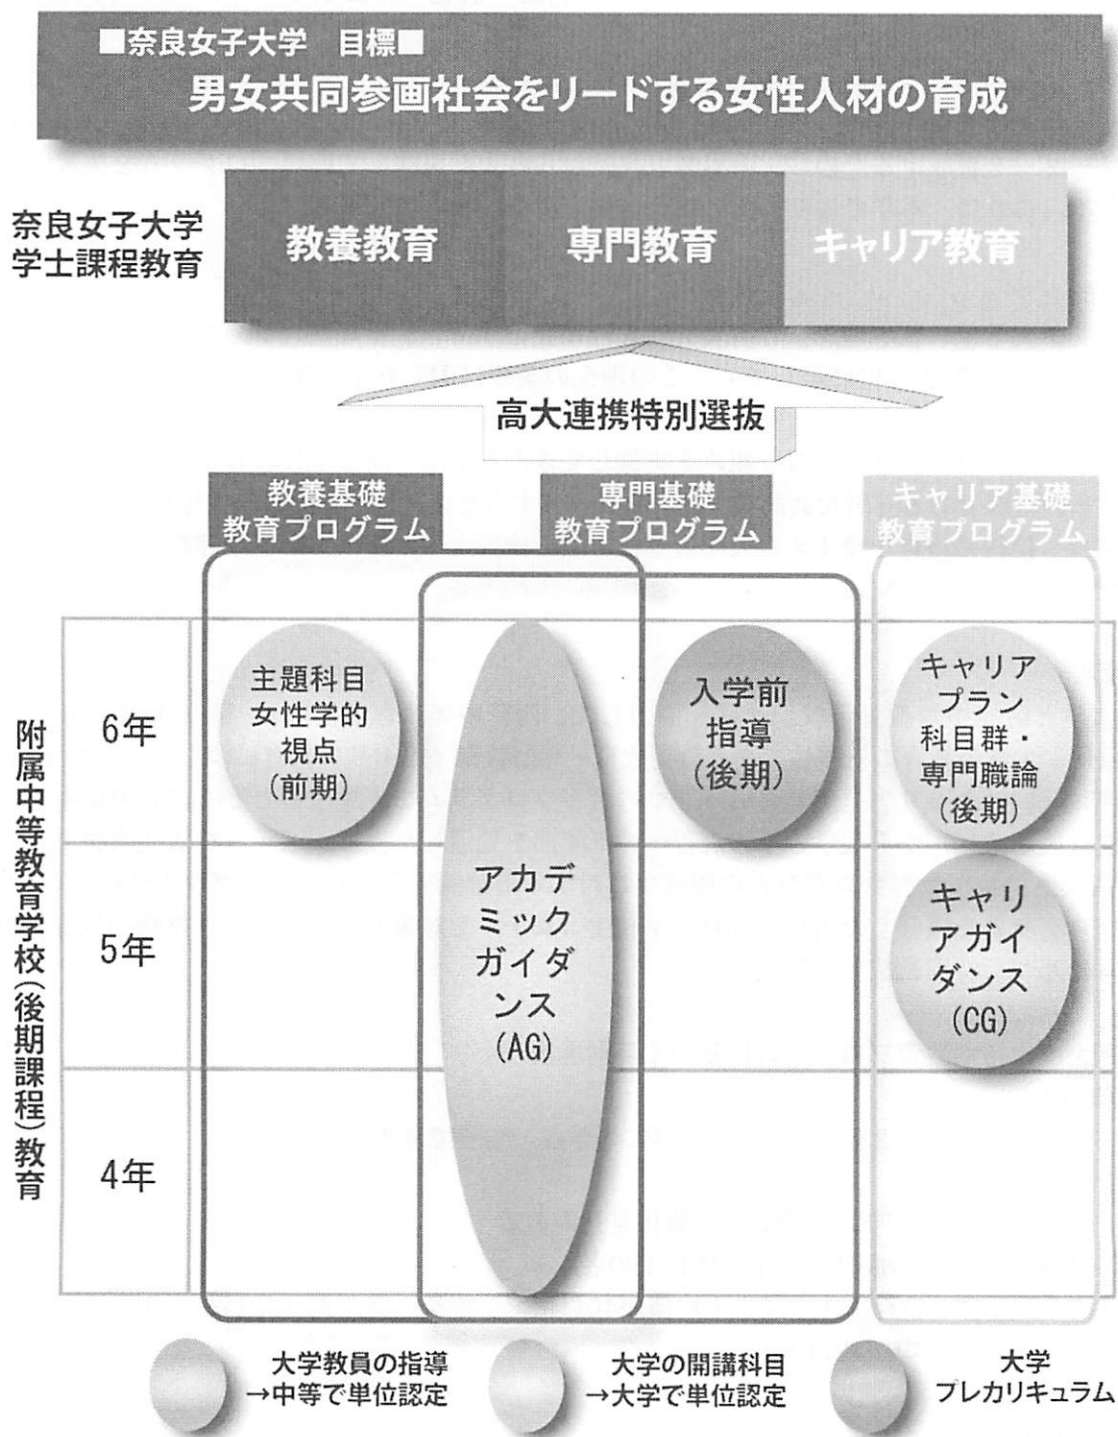 ■奈良女子大学 目標■
男女共同参画社会をリードする女性人材の育成
奈良女子大学
学士課程教育
教養教育
専門教育
キャリア教育
高大連携特別選抜
教養基礎
教育プログラム
専門基礎
教育プログラム
キャリア基礎
教育プログラム
附属中等教育学校(後期課程)教育
6年
主題科目
女性学的
視点
(前期)
入学前
指導
(後期)
キャリア
プラン
科目群・
専門職論
(後期)
5年
アカデ
ミック
ガイダ
ンス
(AG)
キャリ
アガイ
ダンス
(CG)
4年
大学教員の指導
→中等で単位認定
大学の開講科目
→大学で単位認定
大学
プレカリキュラム